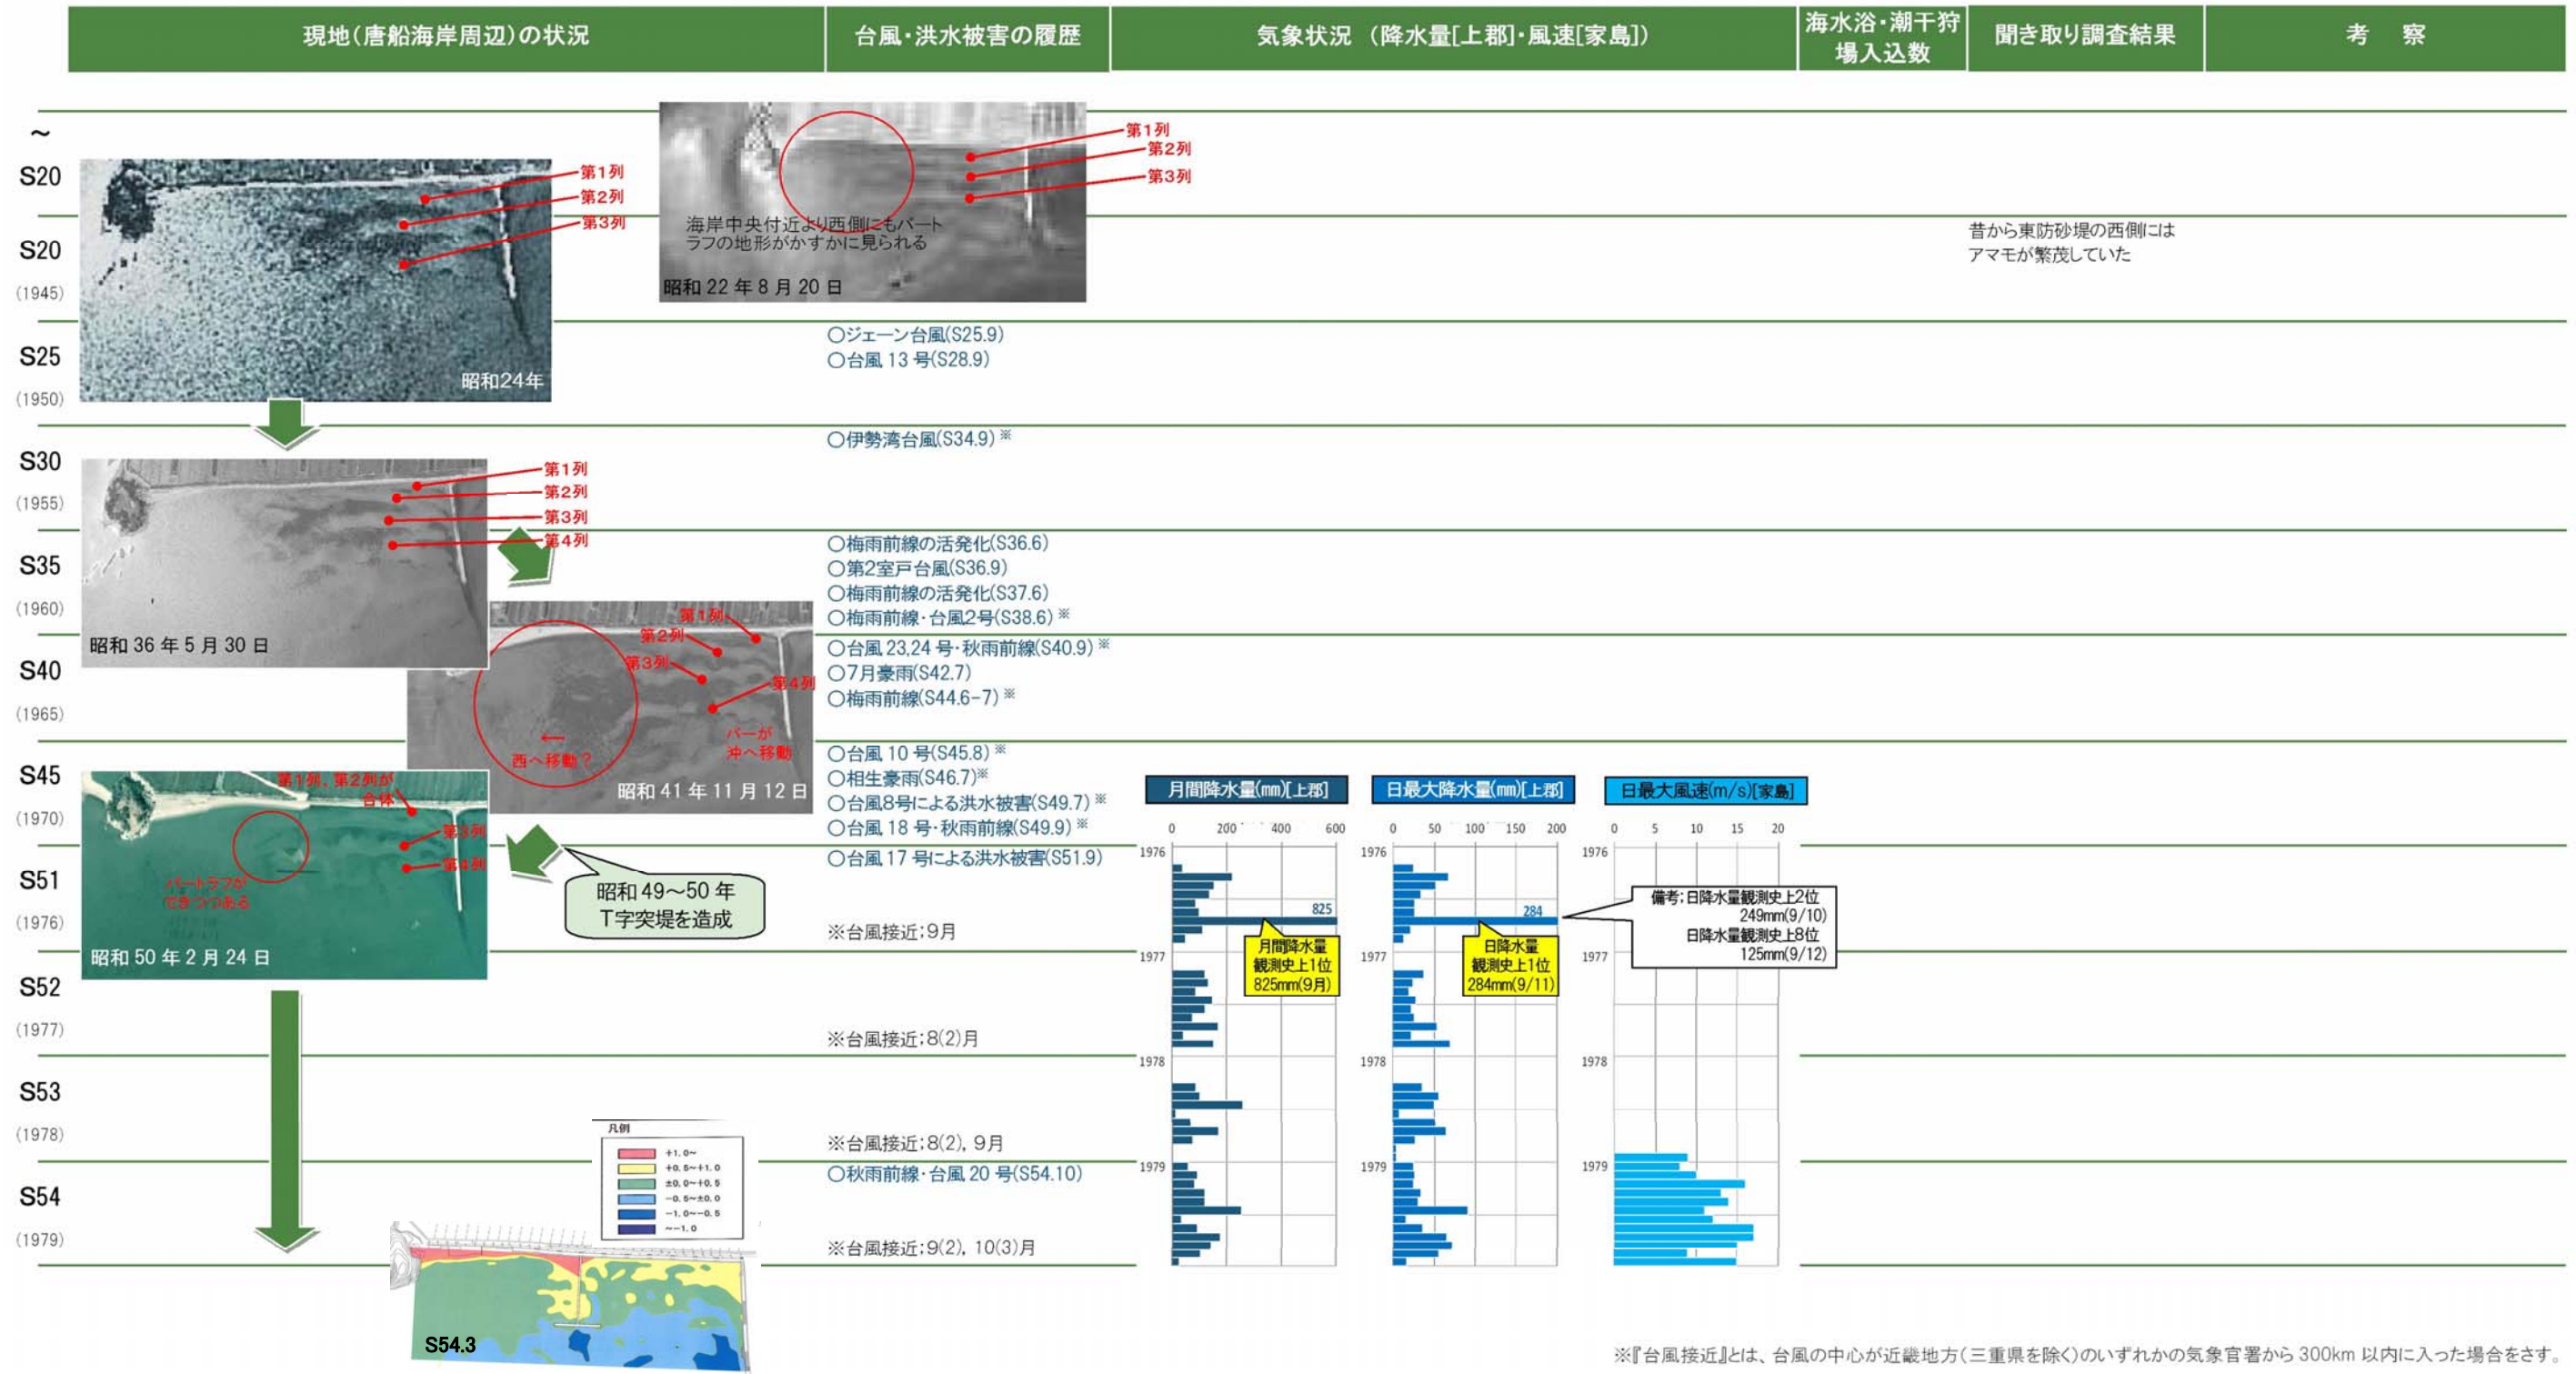 現地（唐船海岸周辺）の状況
台風・洪水被害の履歴
気象状況 （降水量[上郡]・風速[家島]）
海水浴・潮干狩
場入込数
聞き取り調査結果
考 察
～
S20
第1列
第2列
第3列
昭和24年
第1列
第2列
第3列
海岸中央付近より西側にもバート
ラフの地形がかすかに見られる
昭和 22 年 8 月 20 日
S20
(1945)
昔から東防砂堤の西側には
アマモが繁茂していた
S25
(1950)
○ジェーン台風(S25.9)
○台風 13 号(S28.9)
S30
(1955)
○伊勢湾台風(S34.9) ※
第1列
第2列
第3列
第4列
昭和 36 年 5 月 30 日
S35
(1960)
○梅雨前線の活発化(S36.6)
○第2室戸台風(S36.9)
○梅雨前線の活発化(S37.6)
○梅雨前線・台風2号(S38.6) ※
S40
(1965)
第1列
第2列
第3列
第4列
バーが
沖へ移動
←
西へ移動？
昭和 41 年 11 月 12 日
○台風 23,24 号・秋雨前線(S40.9) ※
○7月豪雨(S42.7)
○梅雨前線(S44.6-7) ※
S45
(1970)
第1列、第2列が
合体
第3列
第4列
バートラフが
できつつある
昭和 50 年 2 月 24 日
○台風 10 号(S45.8) ※
○相生豪雨(S46.7)※
○台風8号による洪水被害(S49.7) ※
○台風 18 号・秋雨前線(S49.9) ※
昭和 49～50 年
T字突堤を造成
S51
(1976)
○台風 17 号による洪水被害(S51.9)
※台風接近；9月
月間降水量(mm)[上郡]
0 200 400 600
1976
825
月間降水量
観測史上1位
825mm(9月)
1977
1978
1979
日最大降水量(mm)[上郡]
0 50 100 150 200
1976
284
日降水量
観測史上1位
284mm(9/11)
1977
1978
1979
日最大風速(m/s)[家島]
0 5 10 15 20
1976
備考；日降水量観測史上2位
249mm(9/10)
日降水量観測史上8位
125mm(9/12)
1977
1978
1979
S52
(1977)
※台風接近；8(2)月
S53
(1978)
※台風接近；8(2), 9月
S54
(1979)
○秋雨前線・台風 20 号(S54.10)
※台風接近；9(2), 10(3)月
凡例
+1.0～
+0.5～+1.0
±0.0～+0.5
-0.5～±0.0
-1.0～-0.5
～-1.0
S54.3
※『台風接近』とは、台風の中心が近畿地方（三重県を除く）のいずれかの気象官署から 300km 以内に入った場合をさす。